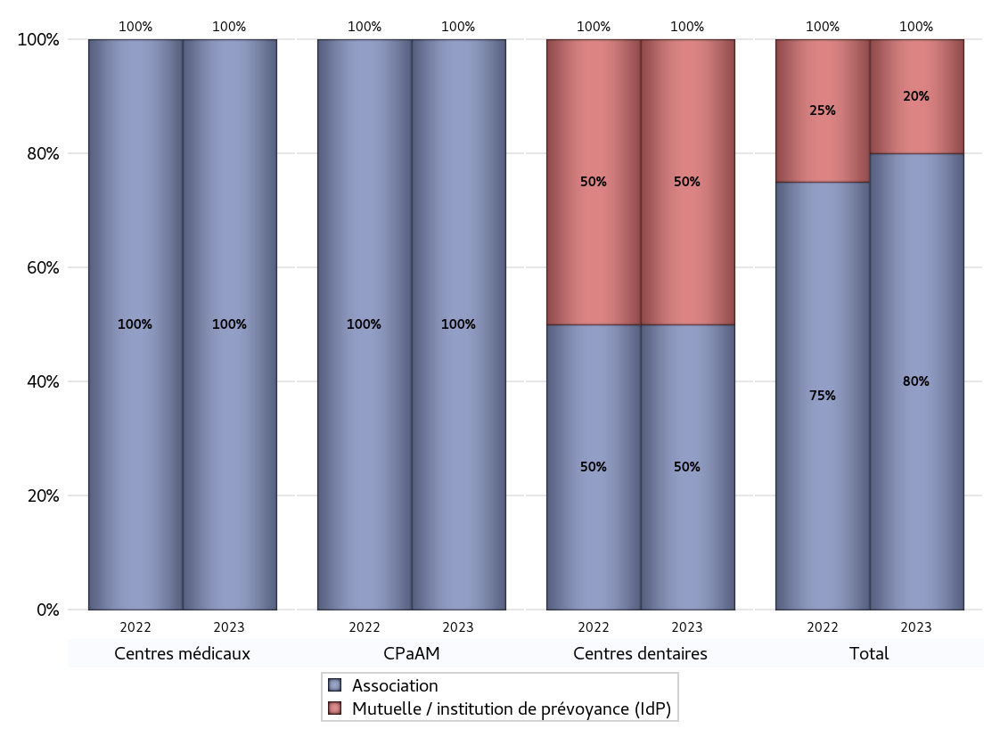 100% 100% 100% 100% 100% 100% 100% 100%
100%
20%
25%
80%
50% 50%
60%
100% 100% 100% 100%
40%
80%
75%
50% 50%
20%
0%
2022 2023 2022 2023 2022 2023 2022 2023
Centres médicaux CPaAM Centres dentaires Total
Association
Mutuelle / institution de prévoyance (IdP)